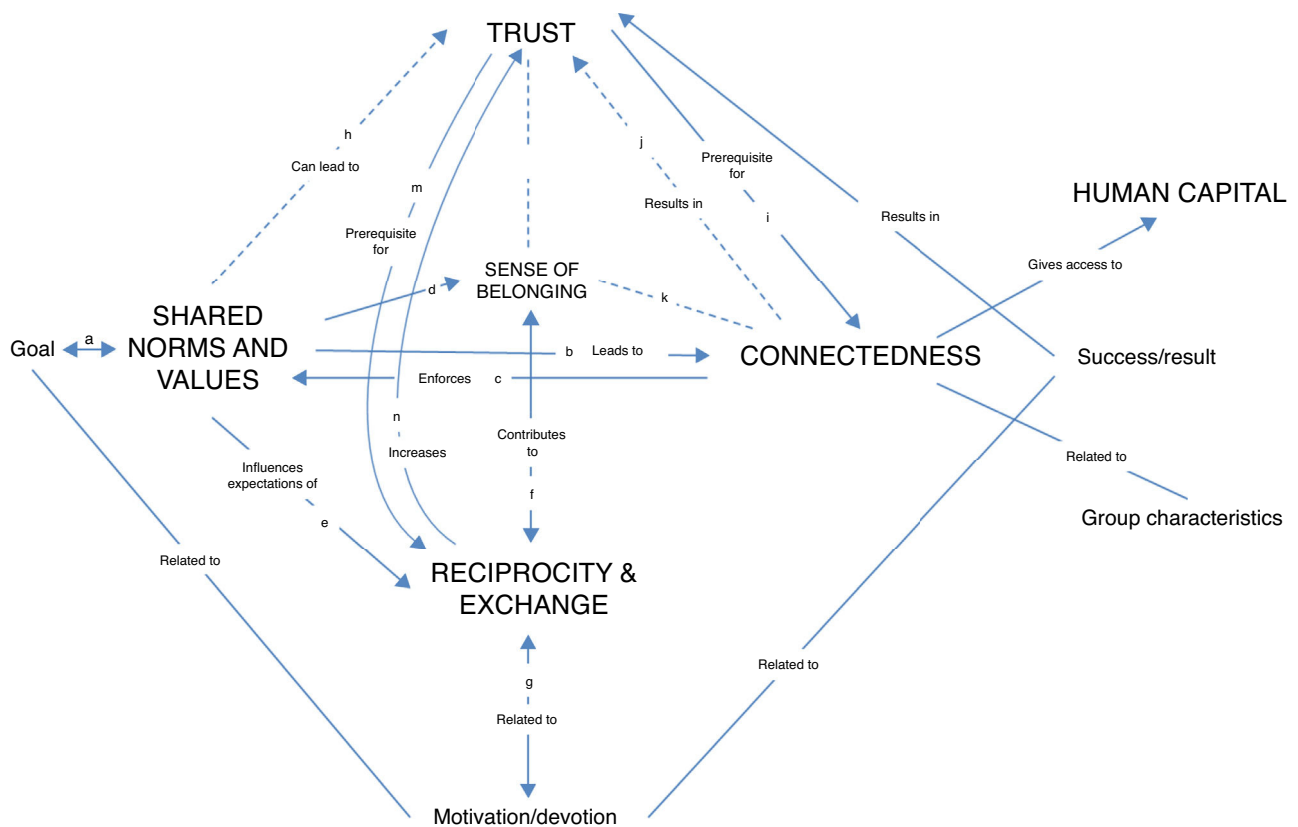 TRUST
h
Can lead to
m
Prerequisite
for
j
Results in
Prerequisite
for
i
Results in
HUMAN CAPITAL
Gives access to
SENSE OF
BELONGING
d
k
Goal
a
SHARED
NORMS AND
VALUES
b
Leads to
CONNECTEDNESS
Success/result
Enforces
c
n
Increases
Contributes
to
f
Influences
expectations of
e
Related to
Group characteristics
Related to
RECIPROCITY &
EXCHANGE
g
Related to
Related to
Motivation/devotion